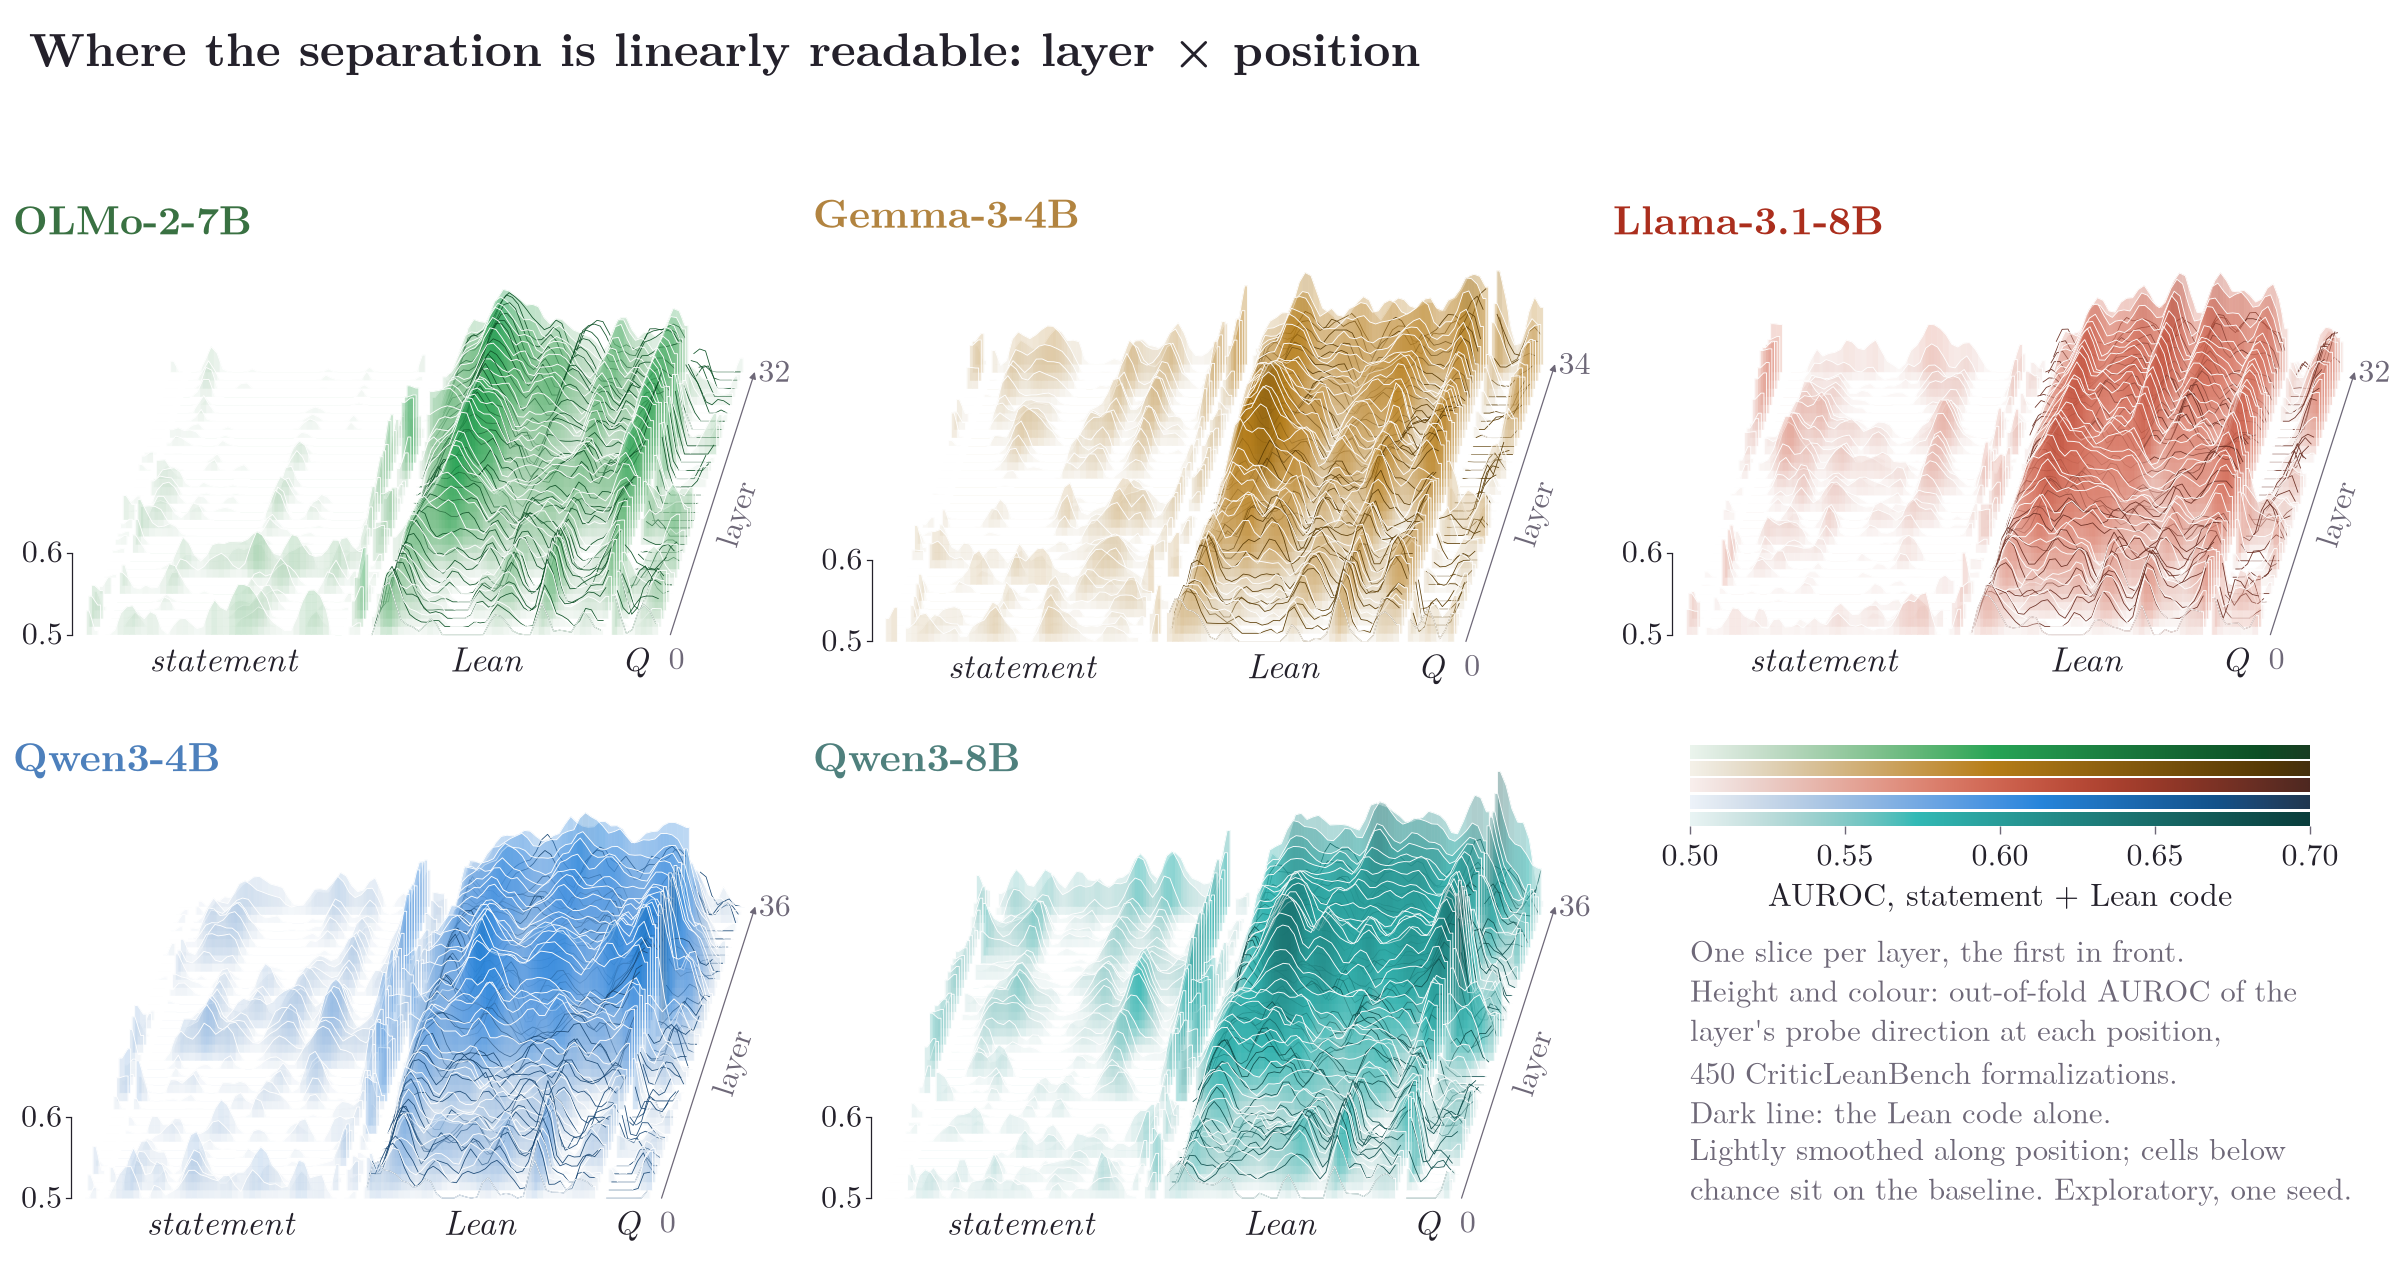 Where the separation is linearly readable: layer × position
OLMo-2-7B
Gemma-3-4B
Llama-3.1-8B
32
layer
0.6
0.5
statement
Lean
Q
0
34
layer
0.6
0.5
statement
Lean
Q
0
32
layer
0.6
0.5
statement
Lean
Q
0
Qwen3-4B
Qwen3-8B
36
layer
0.6
0.5
statement
Lean
Q
0
36
layer
0.6
0.5
statement
Lean
Q
0
0.50 0.55 0.60 0.65 0.70
AUROC, statement + Lean code
One slice per layer, the first in front.
Height and colour: out-of-fold AUROC of the
layer's probe direction at each position,
450 CriticLeanBench formalizations.
Dark line: the Lean code alone.
Lightly smoothed along position; cells below
chance sit on the baseline. Exploratory, one seed.